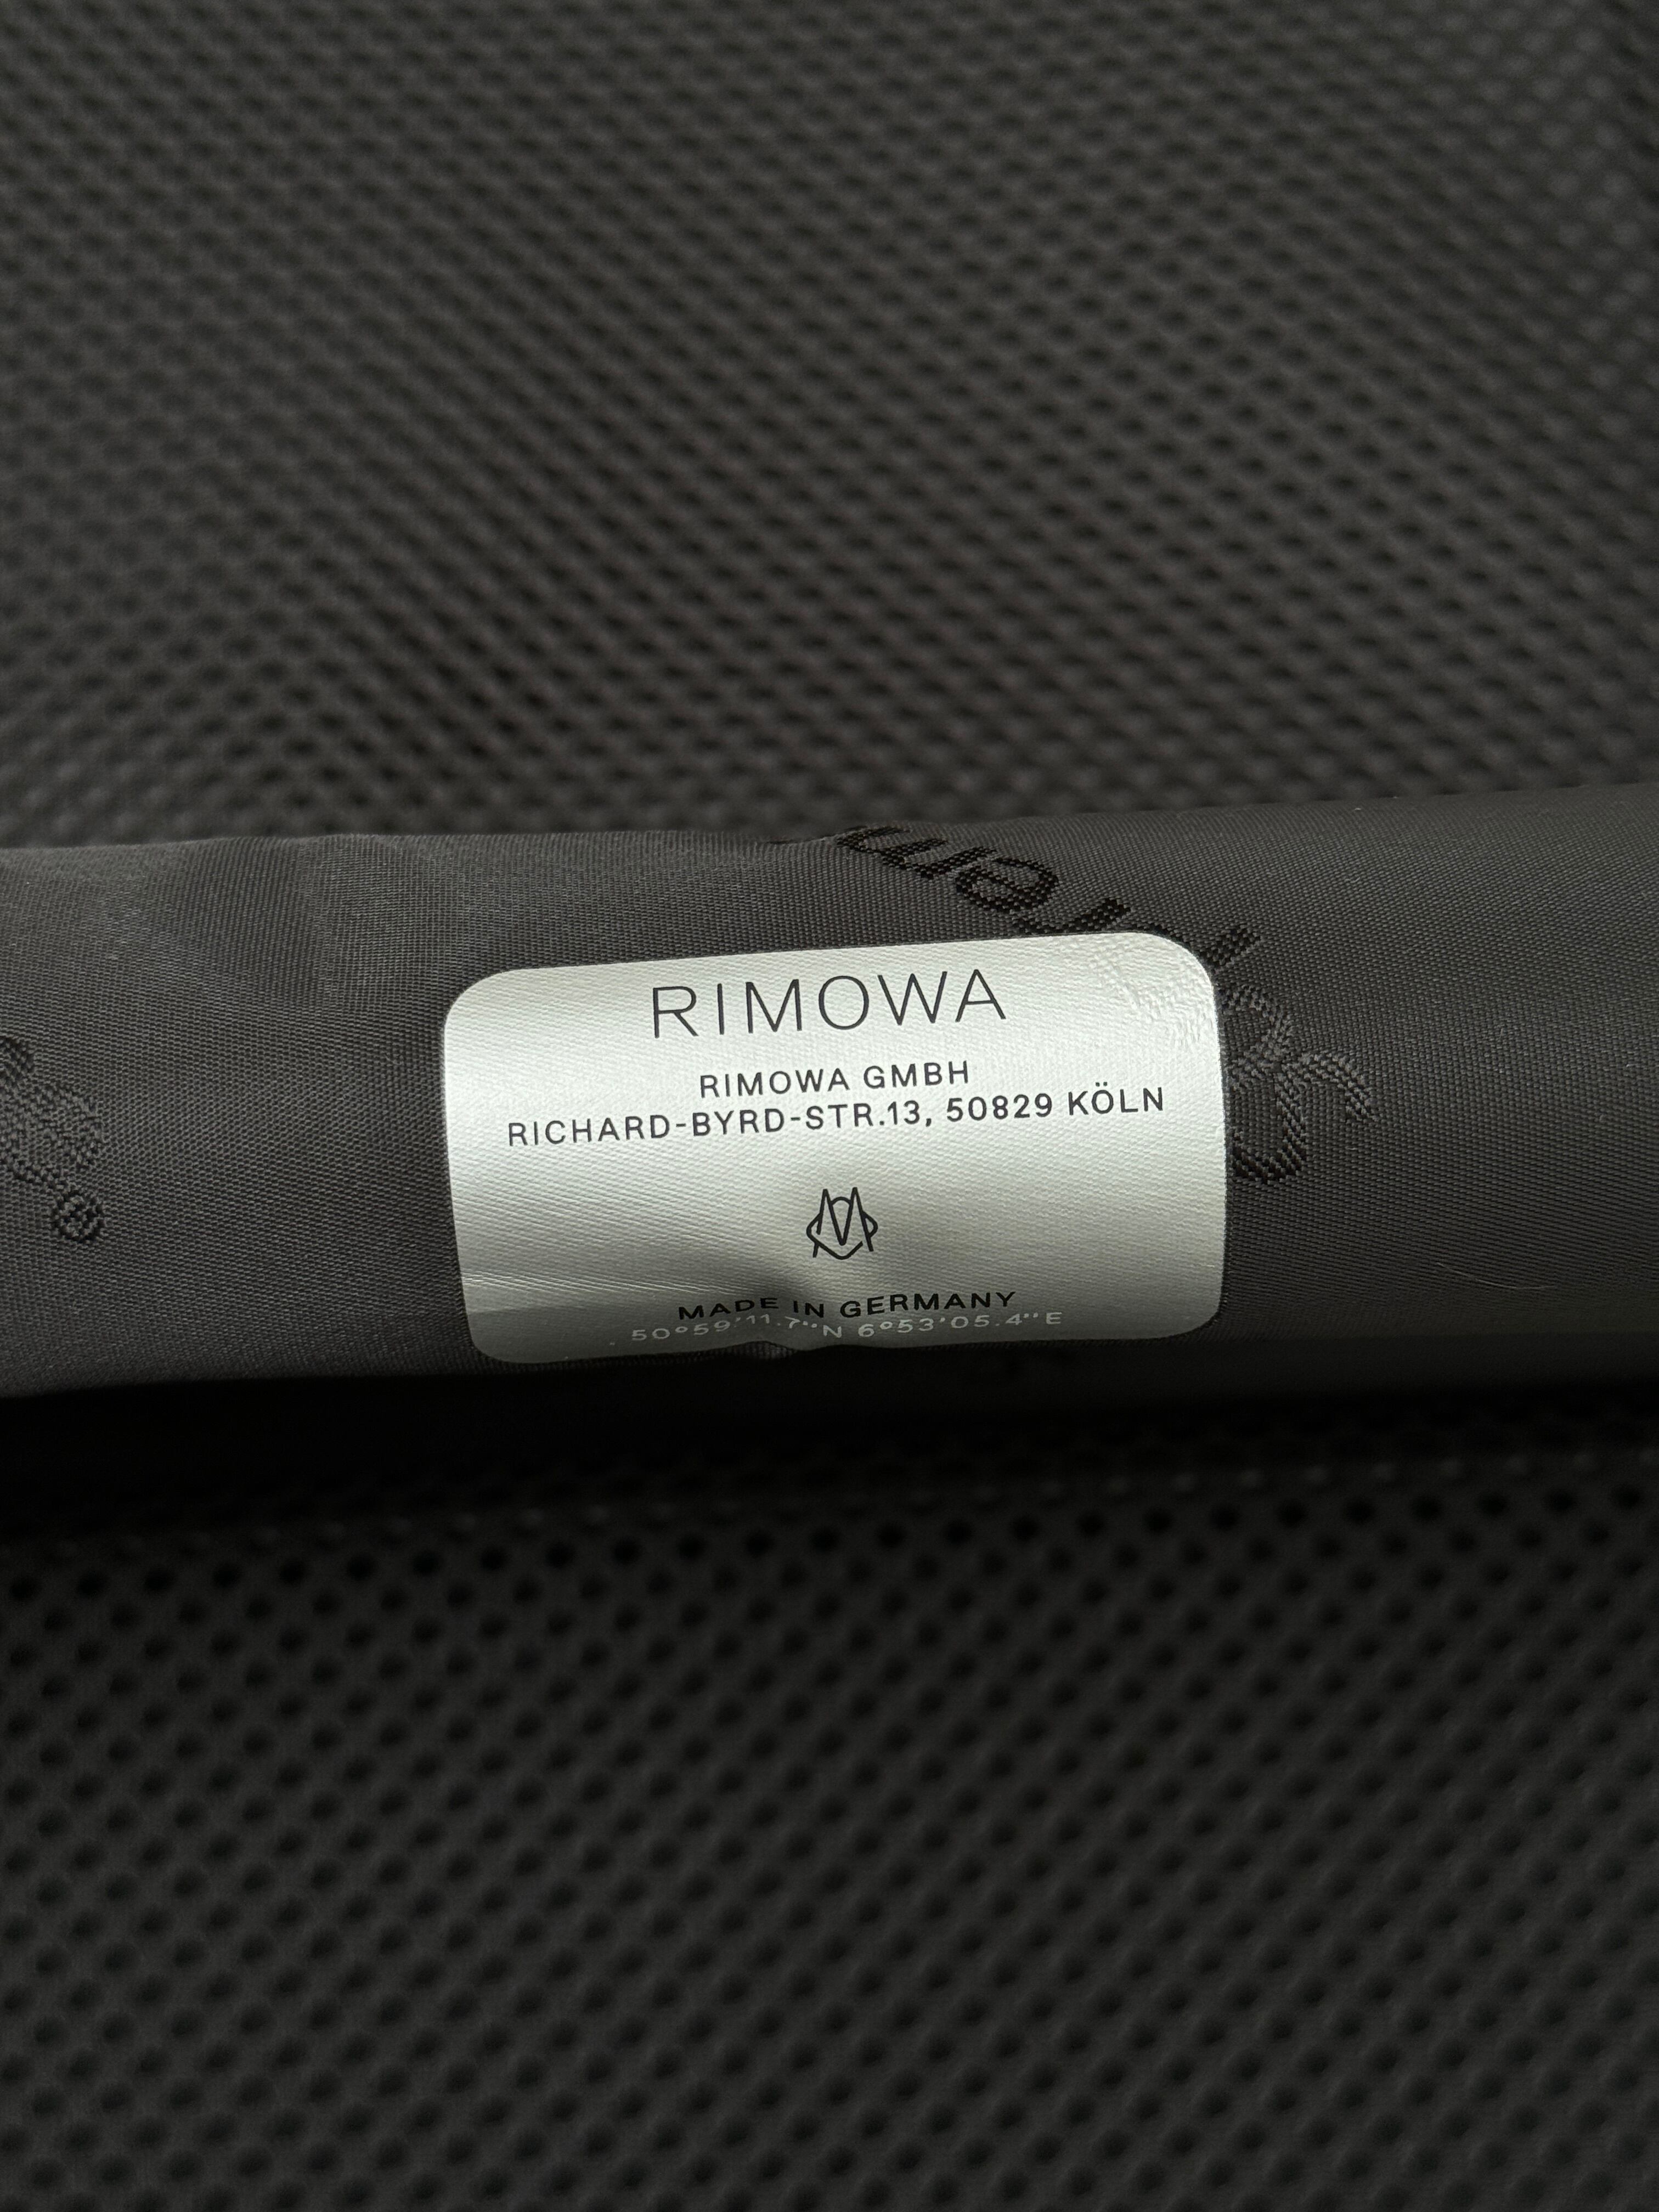 RIMOWA
RIMOWA GMBH
RICHARD-BYRD-STR.13, 50829 KÖLN
MADE IN GERMANY
50°59'11.7"N 6°53'05.4"E